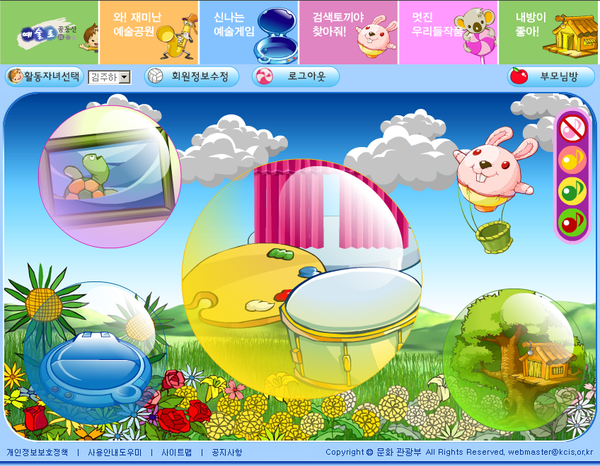 예술로 공동선
와! 재미난
예술공원
신나는
예술게임
검색토끼야
찾아줘!
멋진
우리들작품
내방이
좋아!
활동자녀선택
김주하
회원정보수정
로그아웃
부모님방
개인정보보호정책 | 사용안내도우미 | 사이트맵 | 공지사항
Copyright © 문화 관광부 All Rights Reserved, webmaster@kcis.or.kr